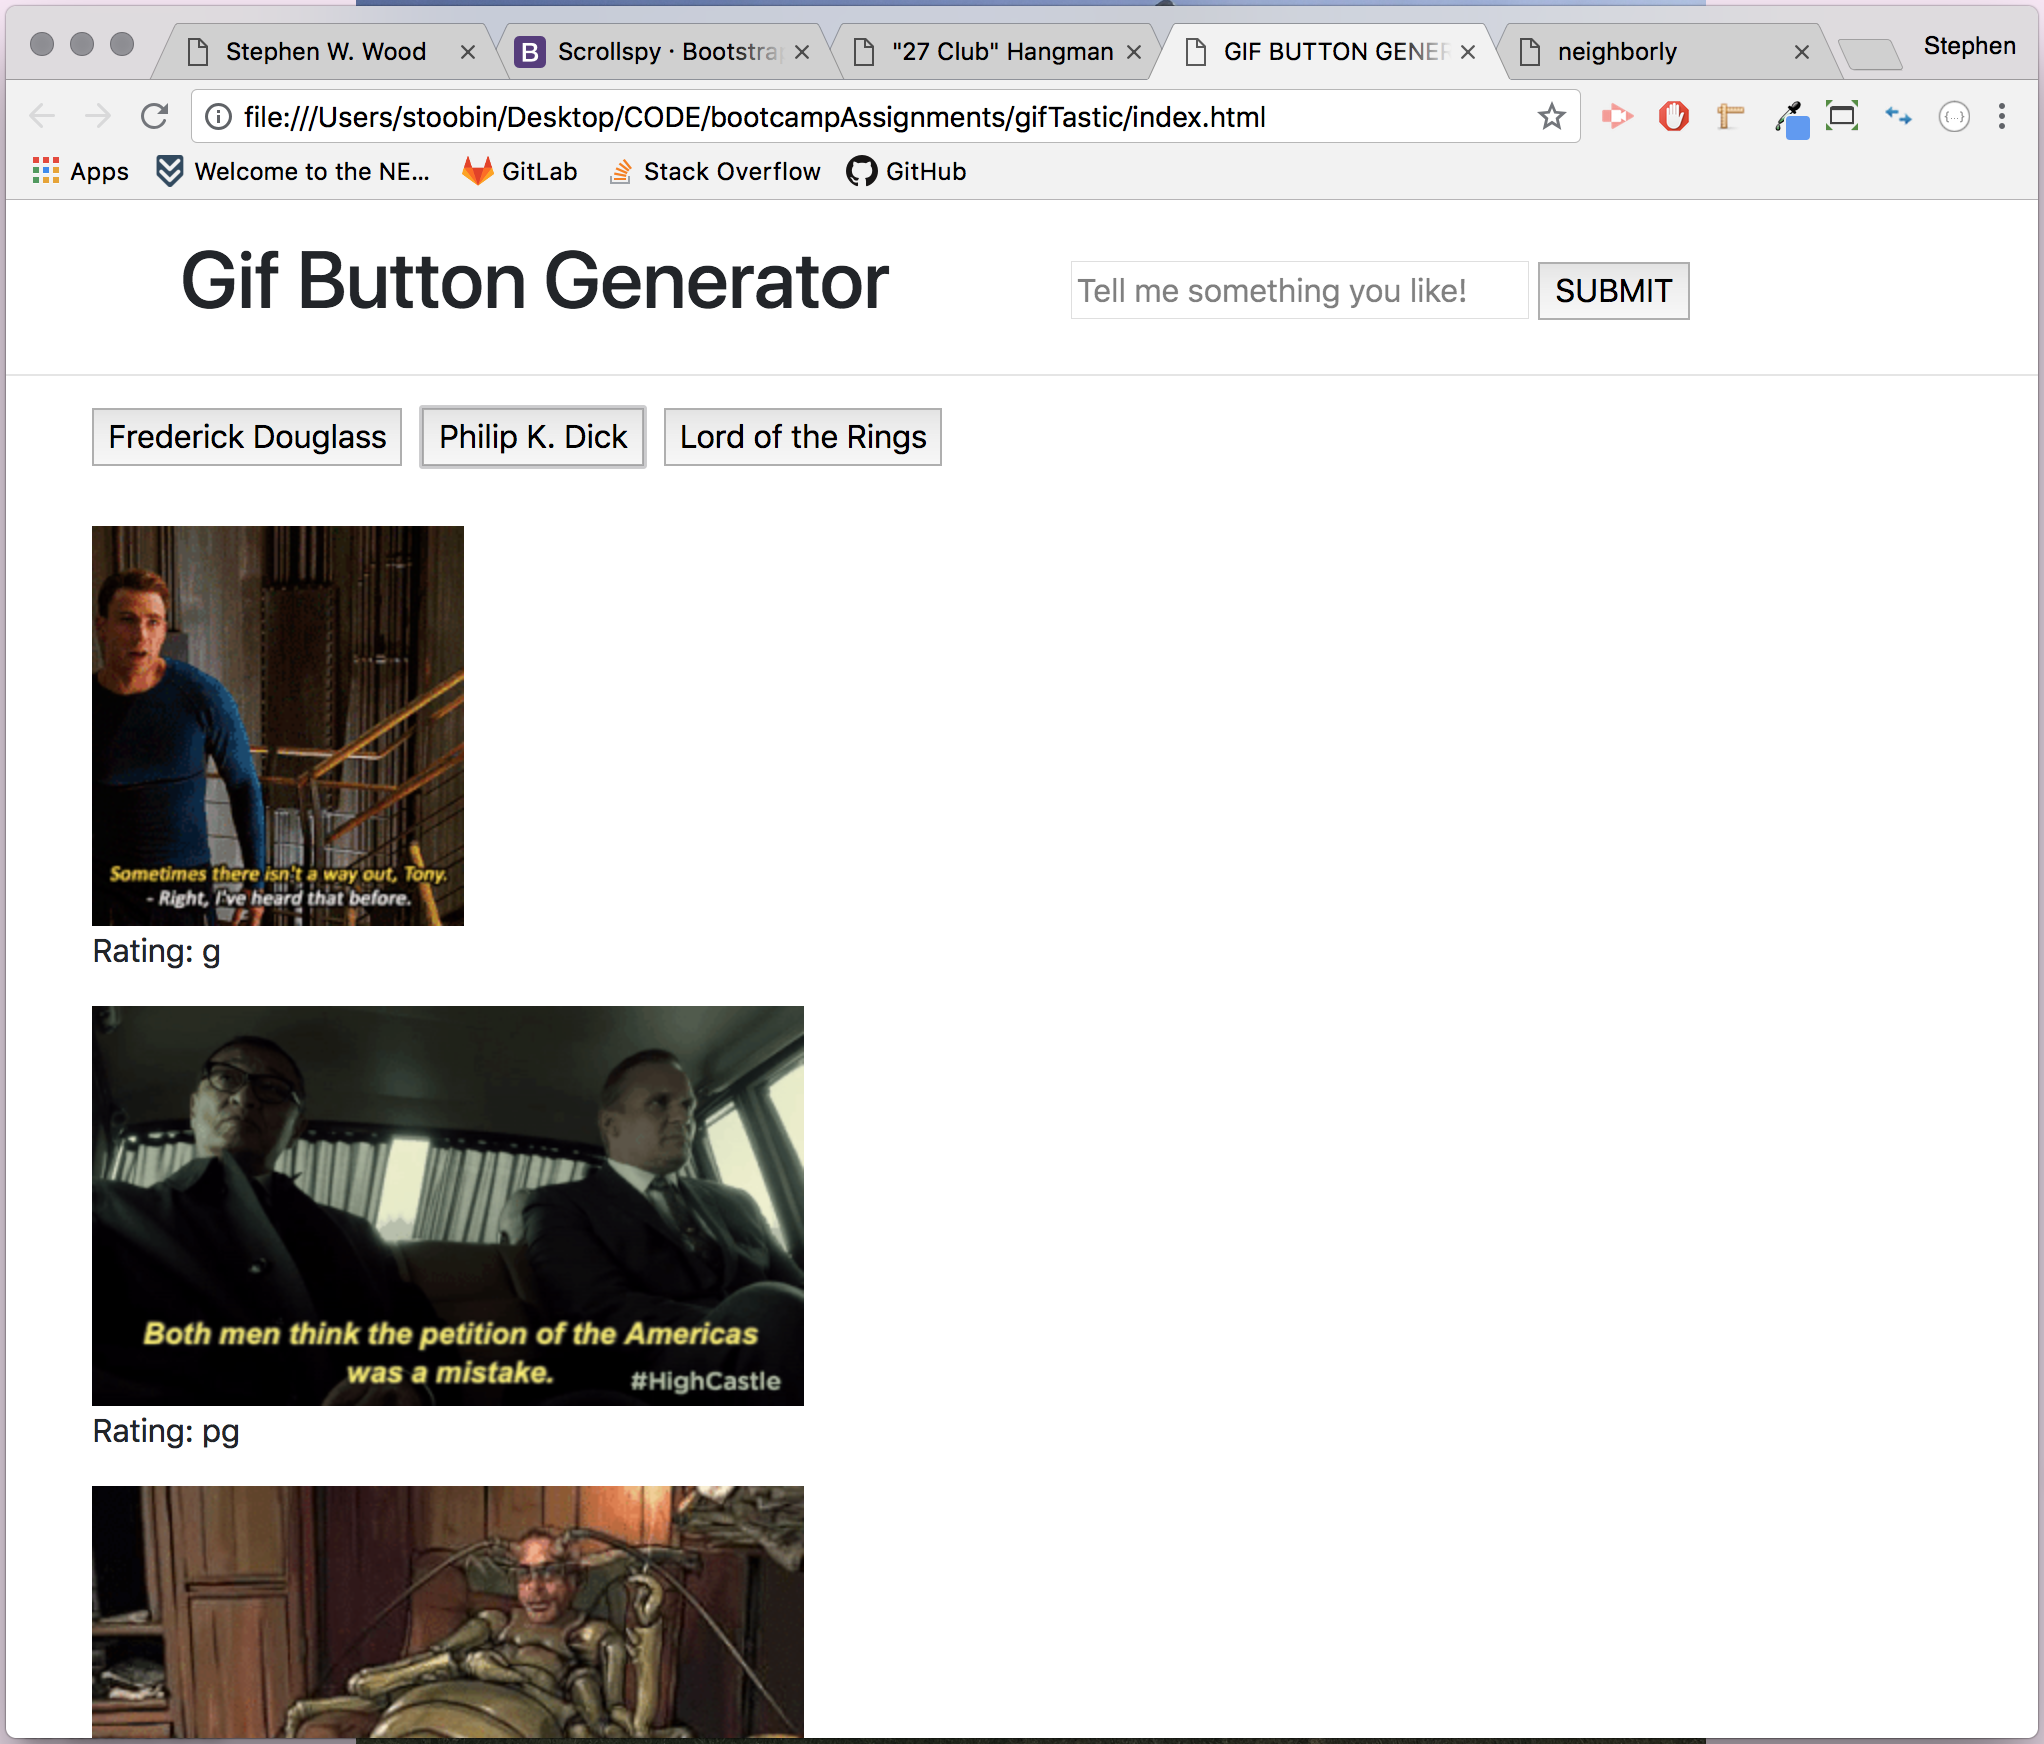 Stephen W. Wood
Scrollspy · Bootstrap
"27 Club" Hangman
GIF BUTTON GENER
neighborly
Stephen
file:///Users/stoobin/Desktop/CODE/bootcampAssignments/gifTastic/index.html
Apps
Welcome to the NE...
GitLab
Stack Overflow
GitHub
Gif Button Generator
Tell me something you like!
SUBMIT
Frederick Douglass
Philip K. Dick
Lord of the Rings
Sometimes there isn't a way out, Tony.
- Right, I've heard that before.
Rating: g
Both men think the petition of the Americas
was a mistake.
#HighCastle
Rating: pg